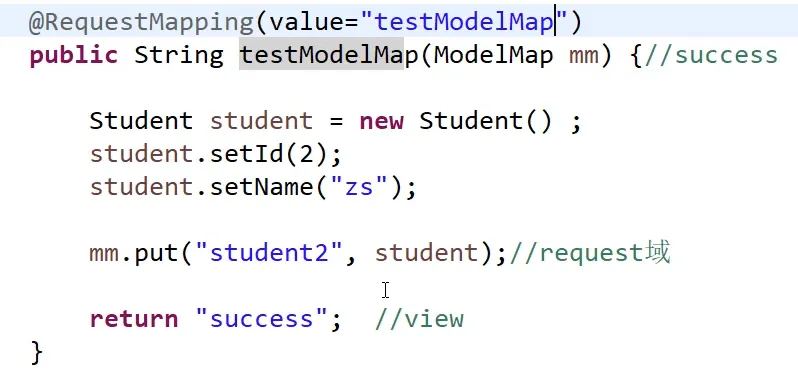 @RequestMapping(value="testModelMap")
public String testModelMap(ModelMap mm) {//success
Student student = new Student() ;
student.setId(2);
student.setName("zs");
mm.put("student2", student);//request域
return "success";  //view
}